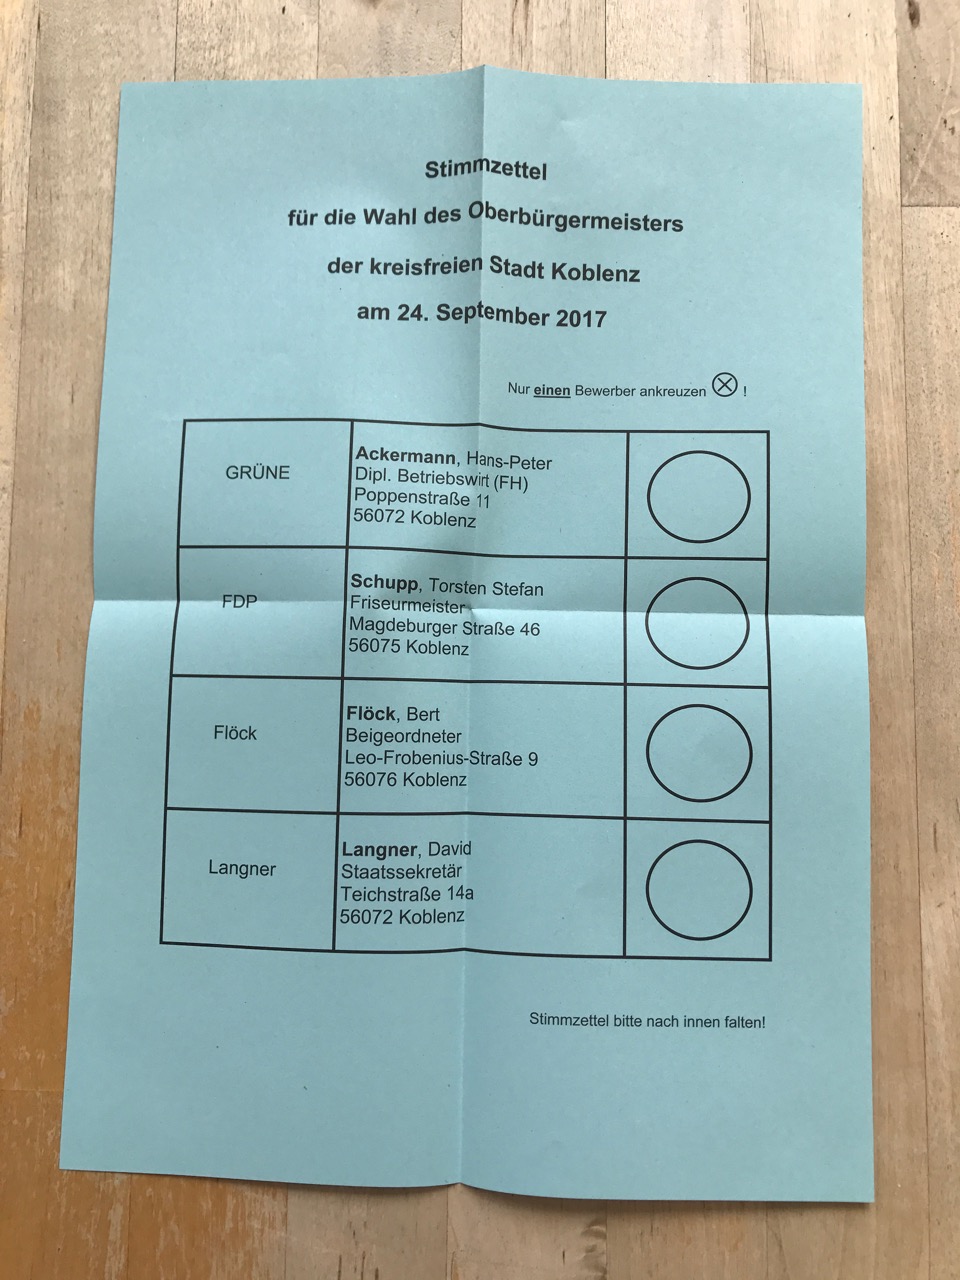 Stimmzettel
für die Wahl des Oberbürgermeisters
der kreisfreien Stadt Koblenz
am 24. September 2017
Nur einen Bewerber ankreuzen ⊗ !
GRÜNE
Ackermann, Hans-Peter
Dipl. Betriebswirt (FH)
Poppenstraße 11
56072 Koblenz
FDP
Schupp, Torsten Stefan
Friseurmeister
Magdeburger Straße 46
56075 Koblenz
Flöck
Flöck, Bert
Beigeordneter
Leo-Frobenius-Straße 9
56076 Koblenz
Langner
Langner, David
Staatssekretär
Teichstraße 14a
56072 Koblenz
Stimmzettel bitte nach innen falten!